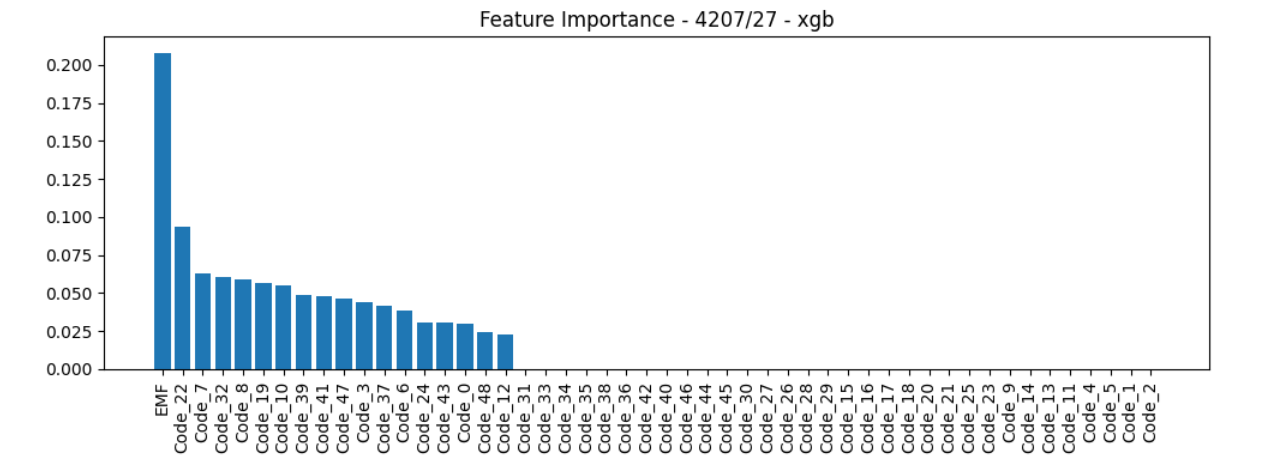 Feature Importance - 4207/27 - xgb
0.200
0.175
0.150
0.125
0.100
0.075
0.050
0.025
0.000
EMF
Code_22
Code_7
Code_32
Code_8
Code_19
Code_10
Code_39
Code_41
Code_47
Code_3
Code_37
Code_6
Code_24
Code_43
Code_0
Code_48
Code_12
Code_31
Code_33
Code_34
Code_35
Code_38
Code_36
Code_42
Code_40
Code_46
Code_44
Code_45
Code_30
Code_27
Code_26
Code_28
Code_29
Code_15
Code_16
Code_17
Code_18
Code_20
Code_21
Code_25
Code_23
Code_9
Code_14
Code_13
Code_11
Code_4
Code_5
Code_1
Code_2